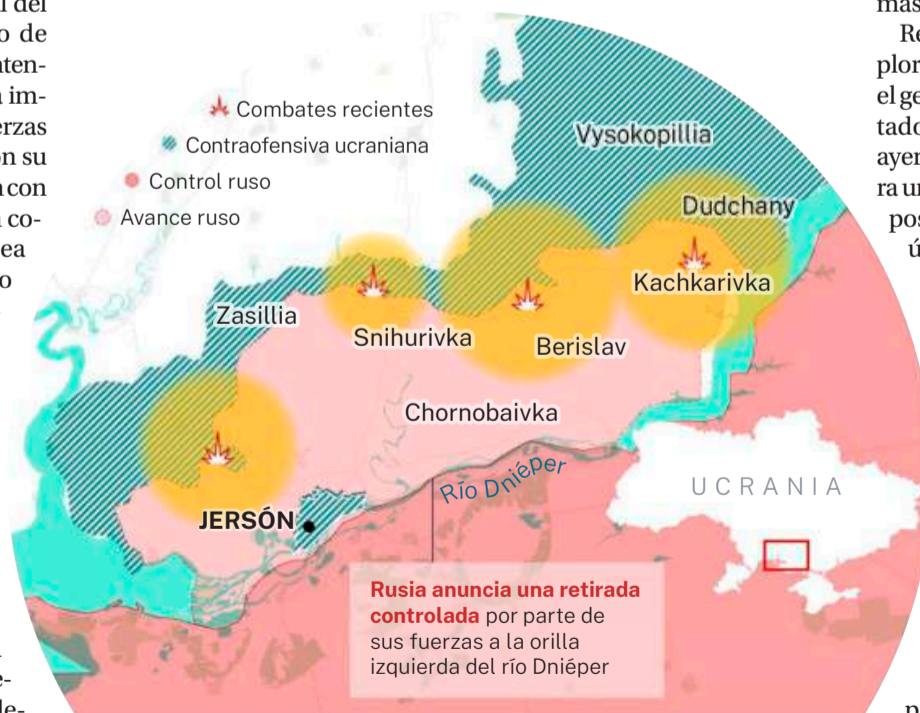 Combates recientes
Contraofensiva ucraniana
Control ruso
Avance ruso
Vysokopillia
Dudchany
Kachkarivka
Zasillia
Snihurivka
Berislav
Chornobaivka
Río Dniéper
JERSÓN
UCRANIA
Rusia anuncia una retirada
controlada por parte de
sus fuerzas a la orilla
izquierda del río Dniéper